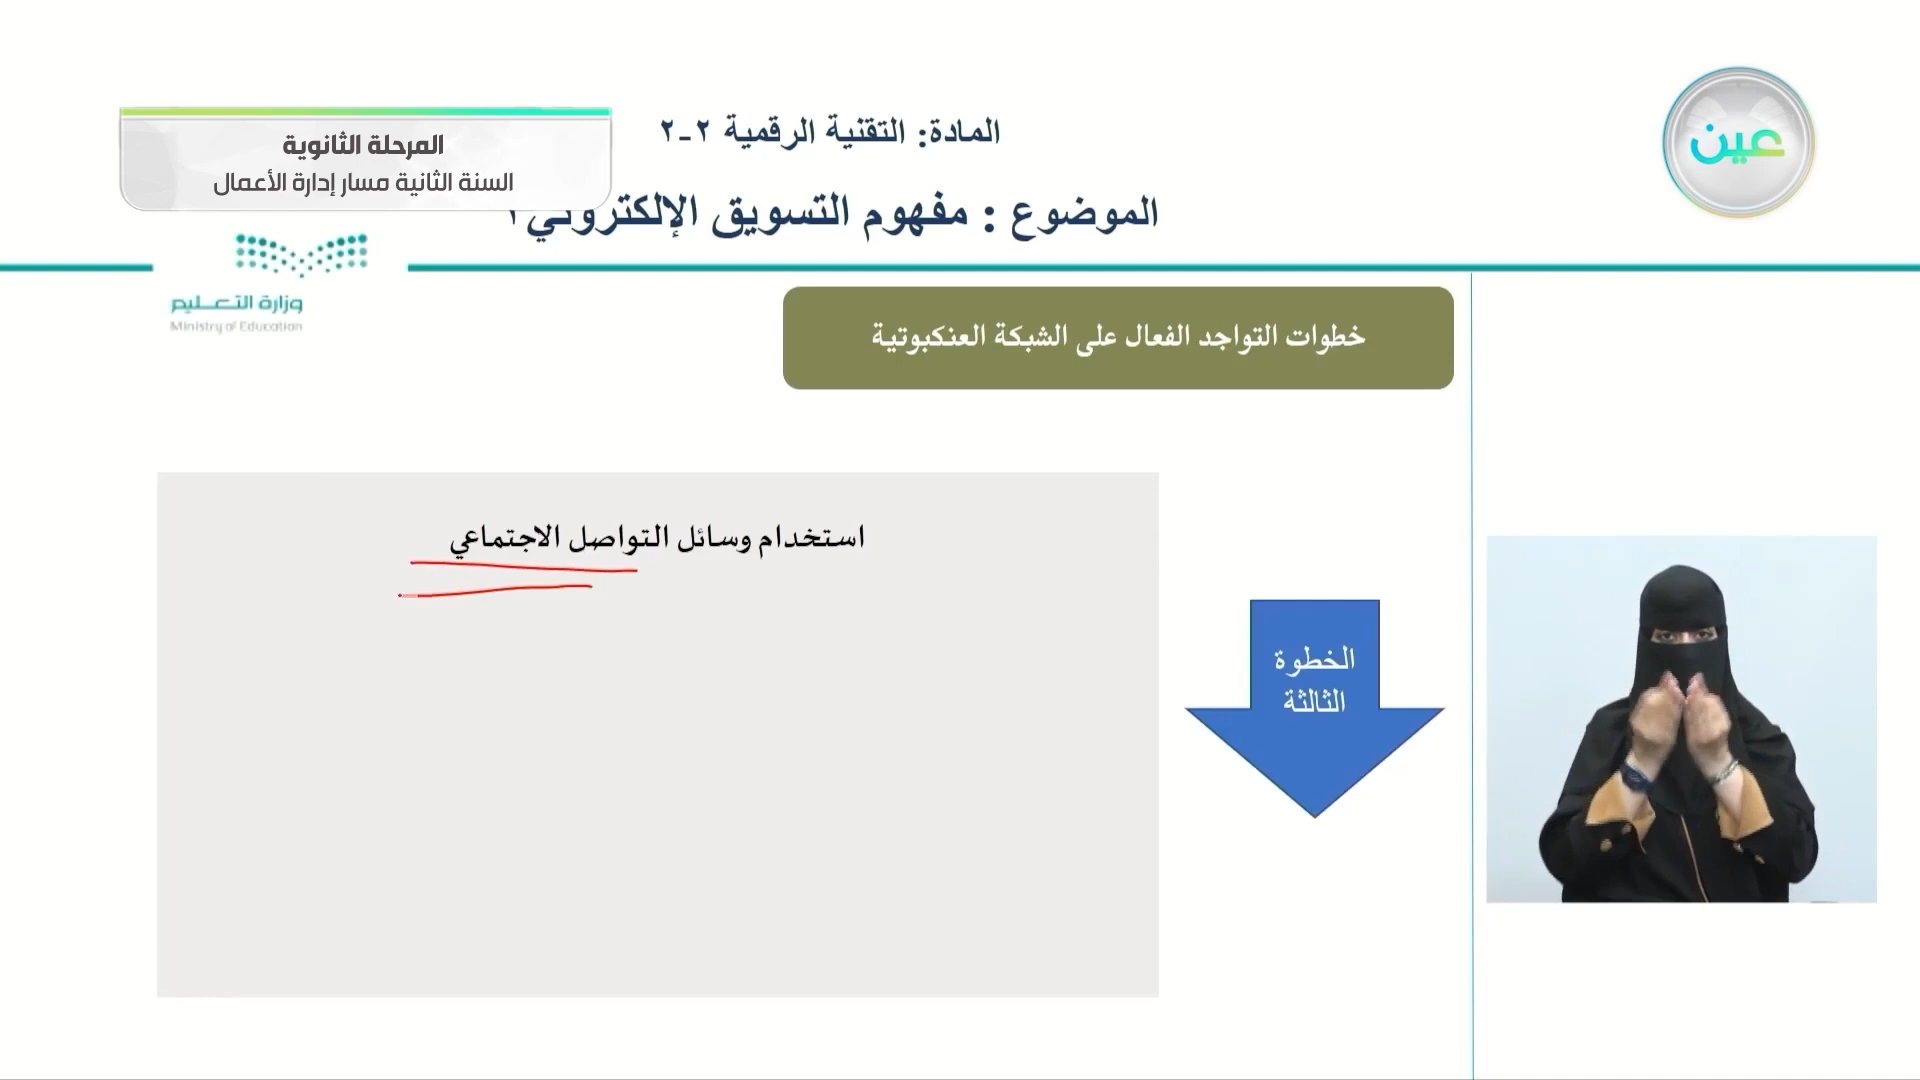 المادة: التقنية الرقمية ٢-٢
عين
المرحلة الثانوية
السنة الثانية مسار إدارة الأعمال
الموضوع : مفهوم التسويق الإلكتروني
وزارة التعليم
Ministry of Education
خطوات التواجد الفعال على الشبكة العنكبوتية
استخدام وسائل التواصل الاجتماعي
الخطوة
الثالثة